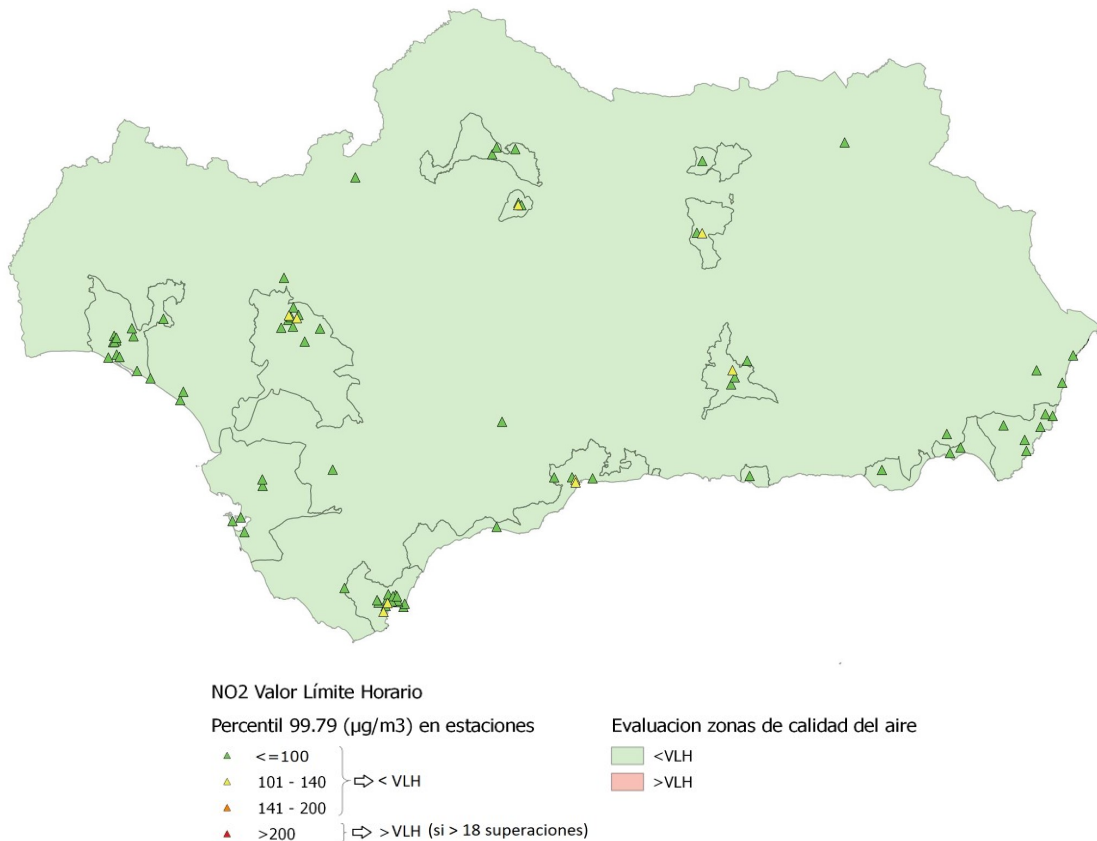 NO2 Valor Límite Horario
Percentil 99.79 (µg/m3) en estaciones
<=100
101 - 140
141 - 200
>200
< VLH
> VLH (si > 18 superaciones)
Evaluacion zonas de calidad del aire
<VLH
>VLH